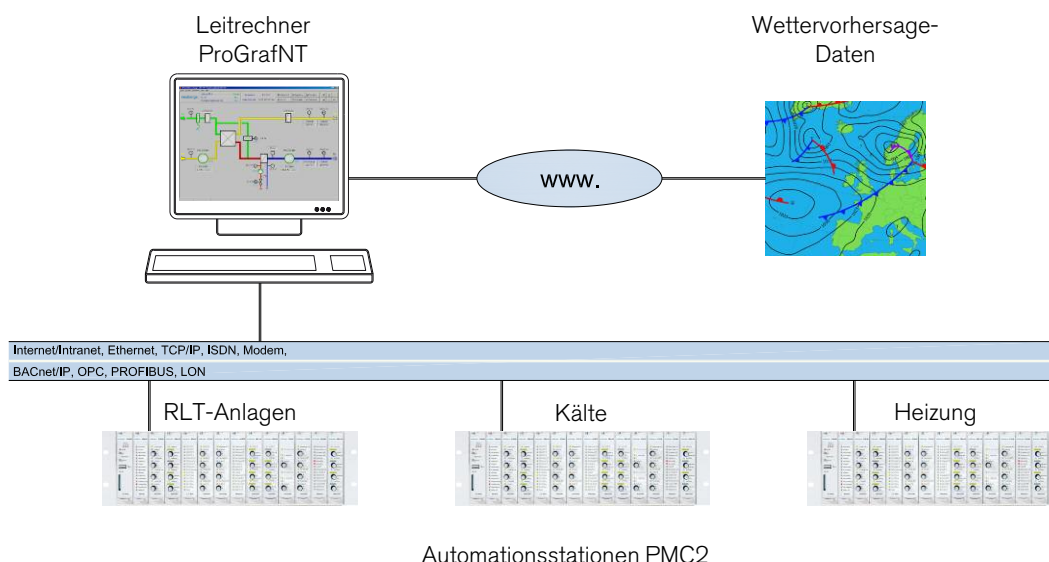 Leitrechner
ProGrafNT
Wettervorhersage-
Daten
www.
Internet/Intranet, Ethernet, TCP/IP, ISDN, Modem,
BACnet/IP, OPC, PROFIBUS, LON
RLT-Anlagen
Kälte
Heizung
Automationsstationen PMC2